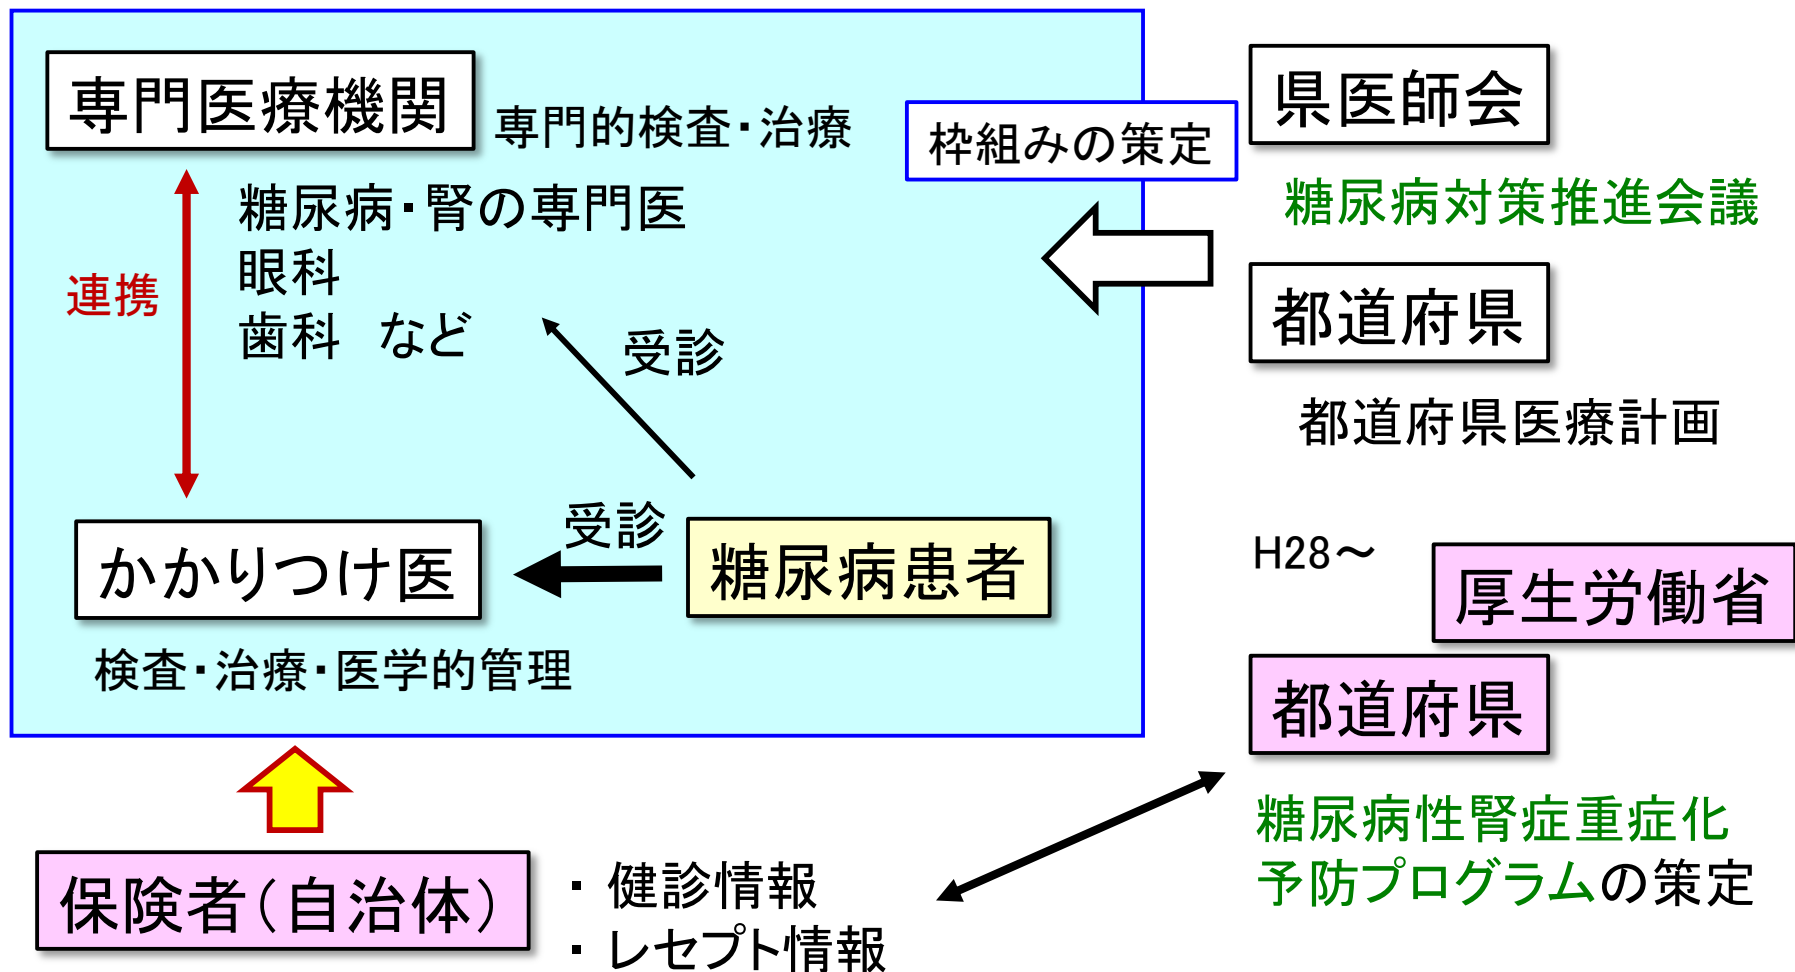 専門医療機関
専門的検査・治療
糖尿病・腎の専門医
眼科
歯科　など
連携
受診
受診
かかりつけ医
糖尿病患者
検査・治療・医学的管理
枠組みの策定
県医師会
糖尿病対策推進会議
都道府県
都道府県医療計画
H28～
厚生労働省
都道府県
糖尿病性腎症重症化
予防プログラムの策定
保険者（自治体）
・ 健診情報
・ レセプト情報